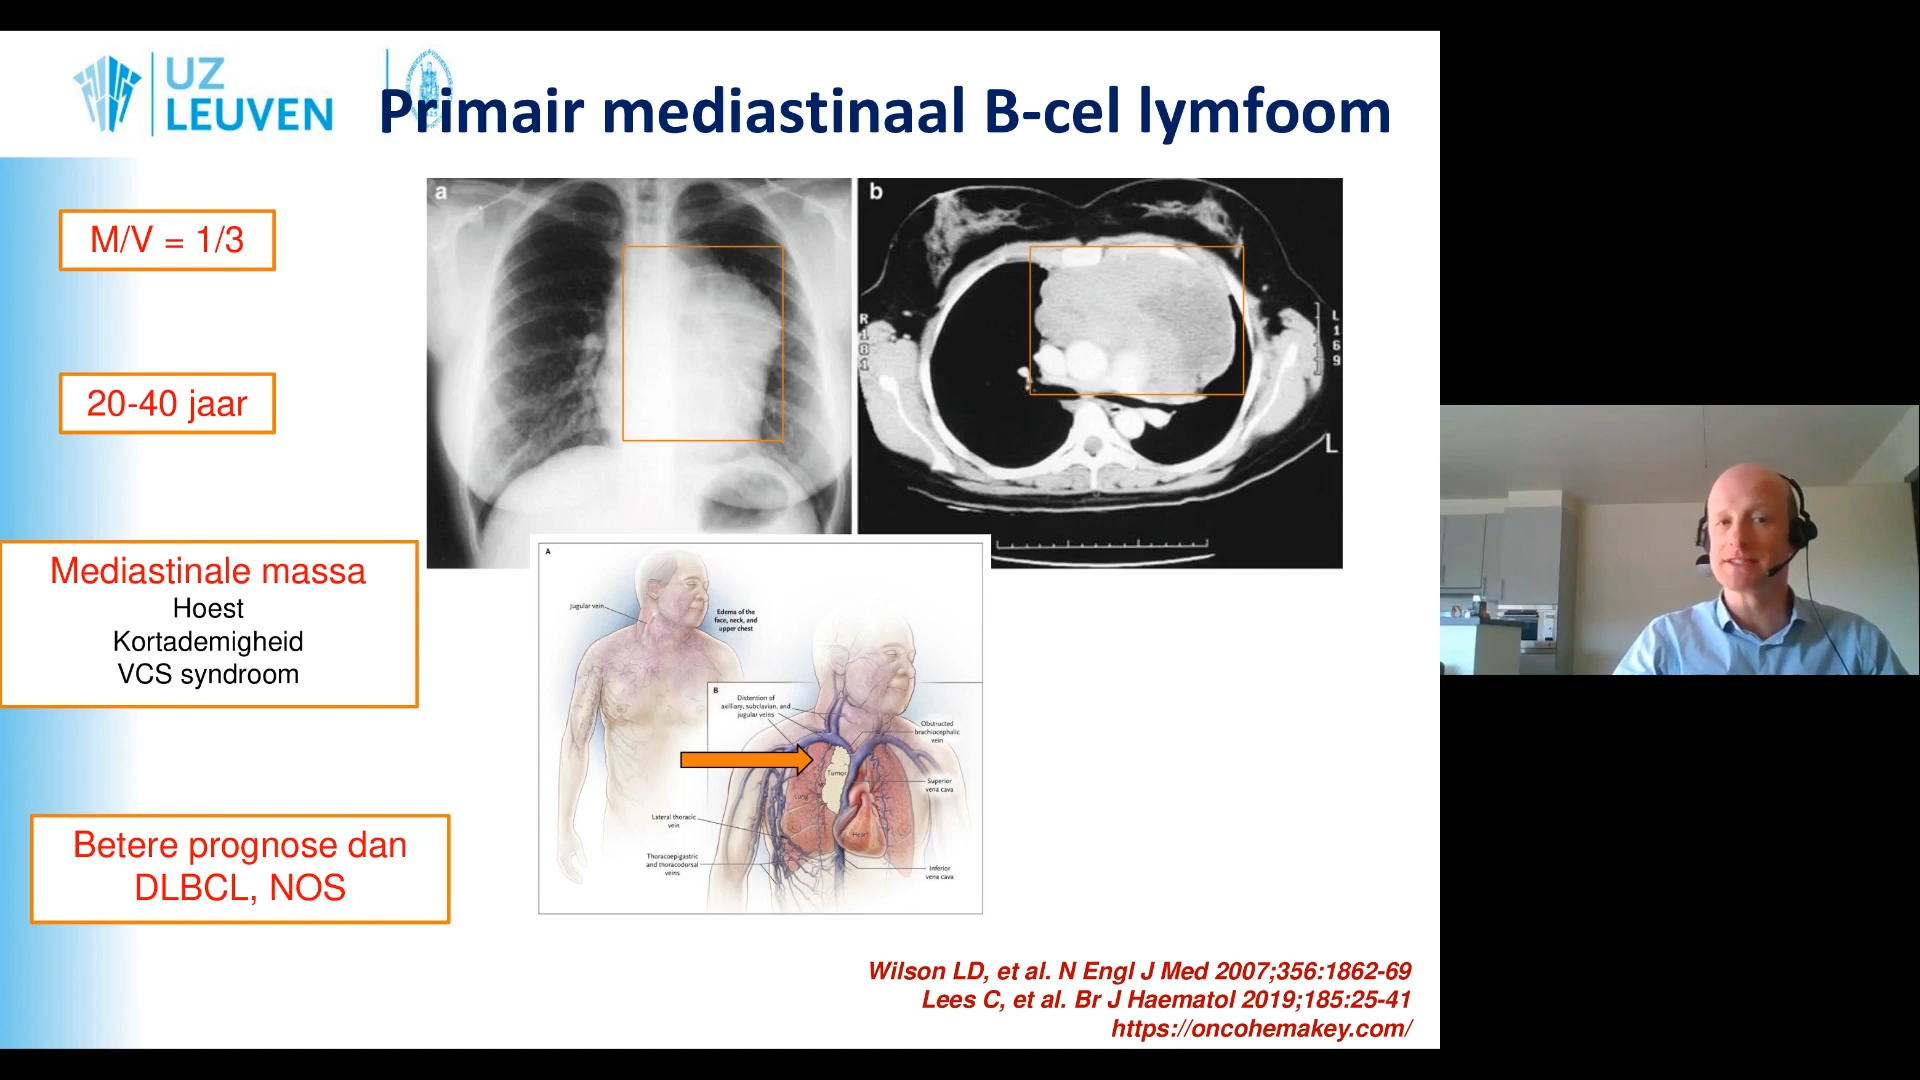 UZ
LEUVEN
Primair mediastinaal B-cel lymfoom
M/V = 1/3
20-40 jaar
Mediastinale massa
Hoest
Kortademigheid
VCS syndroom
Betere prognose dan
DLBCL, NOS
a
b
R
L
1
6
9
L
A
Jugular vein
Edema of the
face, neck, and
upper chest
B
Distention of
axillary, subclavian, and
jugular veins
Obstructed
brachiocephalic
vein
Tumor
Lung
Superior
vena cava
Lateral thoracic
vein
Heart
Thoracoepigastric
and thoracodorsal
veins
Inferior
vena cava
Wilson LD, et al. N Engl J Med 2007;356:1862-69
Lees C, et al. Br J Haematol 2019;185:25-41
https://oncohemakey.com/